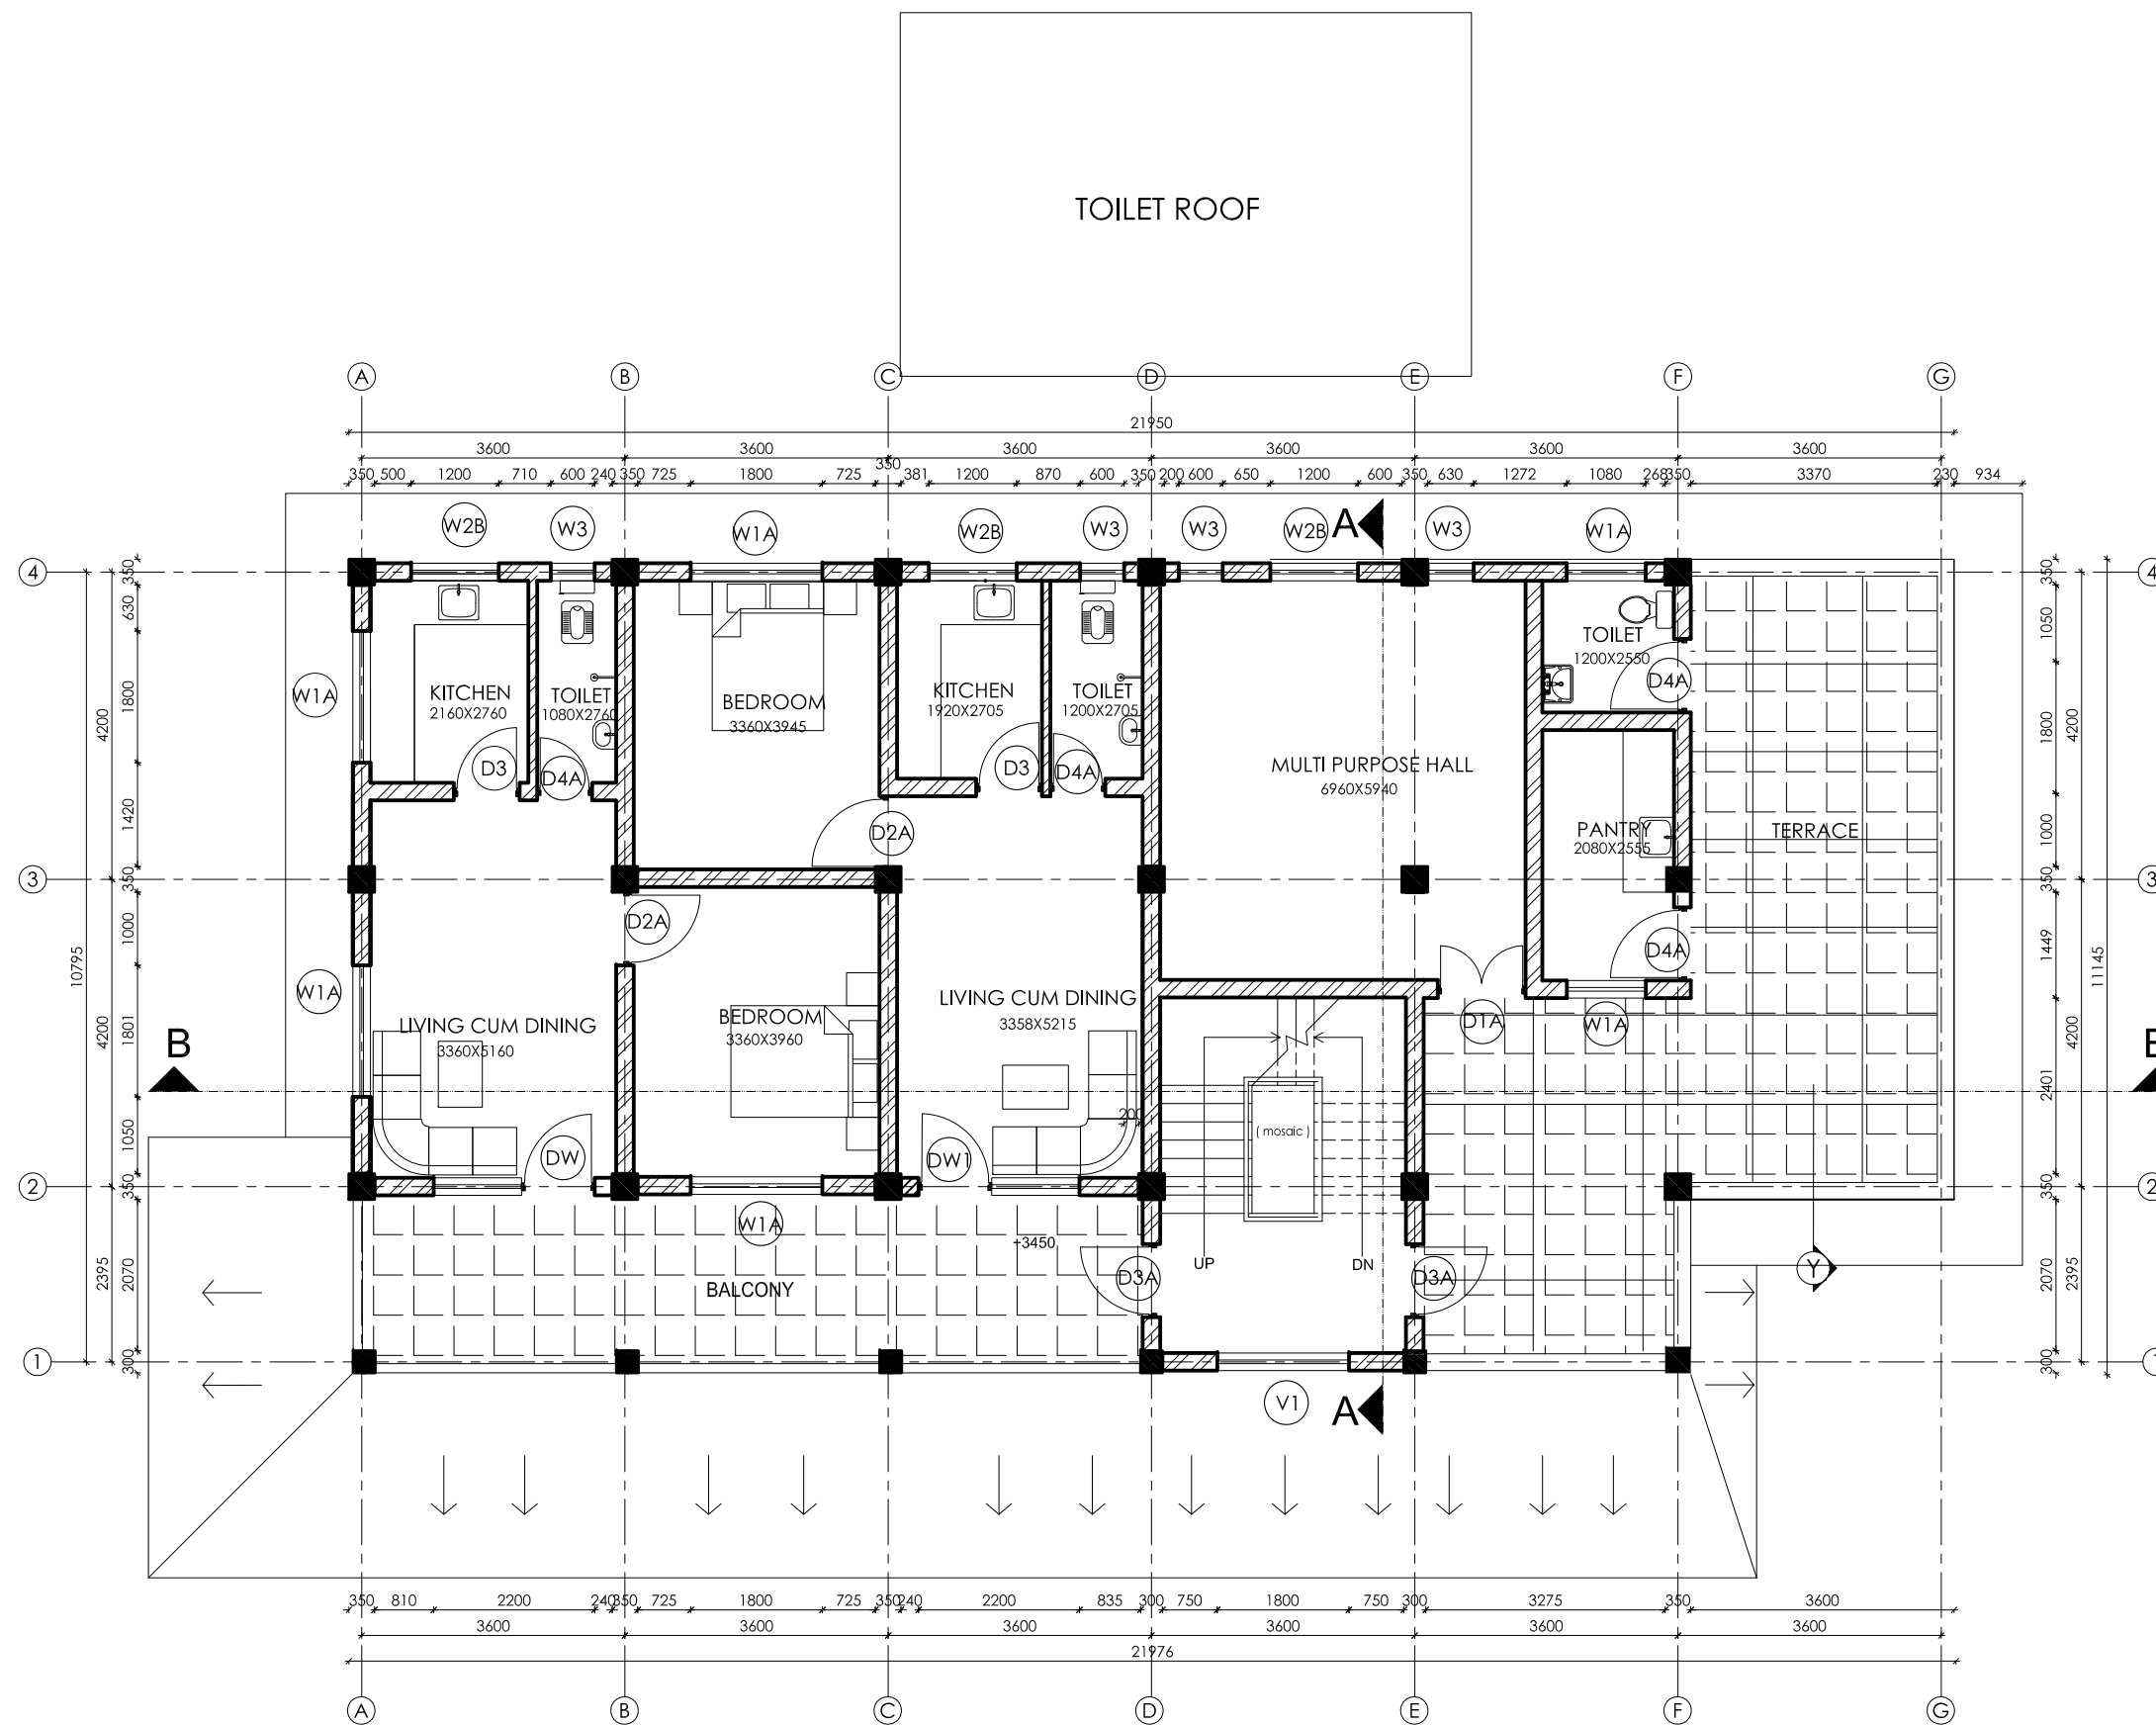 TOILET ROOF
A B C D E F G
21950
3600 3600 3600 3600 3600 3600
350 500 1200 710 600 240 350 725 1800 725 350 381 1200 870 600 350 200 600 650 1200 600 350 630 1272 1080 268 350 3370 230 934
W2B W3 W1A W2B W3 W3 W2B A W3 W1A
4 4
350 630 1800 1420 350 1000 1801 1050 350 2070 300
4200 4200 2395
10795
350 1050 1800 1000 350 1449 2401 350 2070 300
4200 4200 2395
11145
W1A
KITCHEN
2160X2760
TOILET
1080X2760
BEDROOM
3360X3945
KITCHEN
1920X2705
TOILET
1200X2705
TOILET
1200X2550
D4A
D3 D4A D3 D4A
MULTI PURPOSE HALL
6960X5940
D2A
PANTRY
2080X2555
TERRACE
3 3
D2A
D4A
W1A
LIVING CUM DINING
3360X5160
BEDROOM
3360X3960
LIVING CUM DINING
3358X5215
D1A W1A
B
200
( mosaic )
DW DW1
2 2
W1A
+3450
BALCONY
UP DN
D3A D3A
Y
1
V1 A
350 810 2200 240 350 725 1800 725 350 240 2200 835 300 750 1800 750 300 3275 350 3600
3600 3600 3600 3600 3600 3600
21976
A B C D E F G